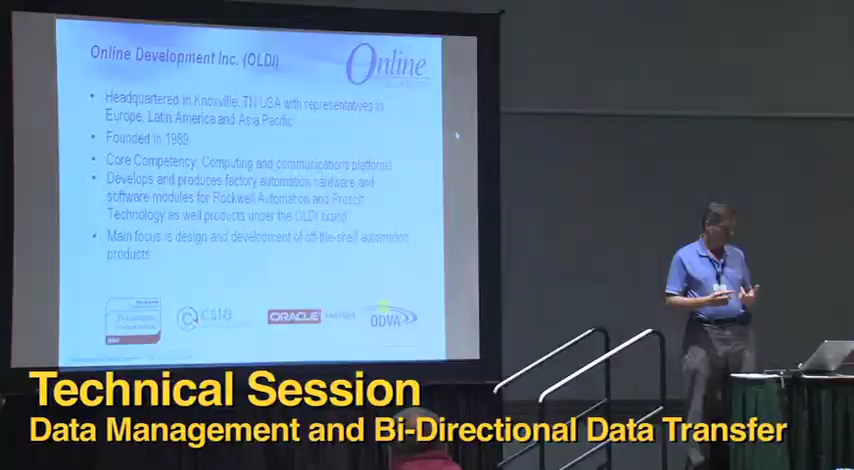 Online Development Inc. (OLDI)
Online
• Headquartered in Knoxville, TN USA with representatives in
Europe, Latin America and Asia Pacific
• Founded in 1989
• Core Competency: Computing and communications platforms
• Develops and produces factory automation hardware and
software modules for Rockwell Automation and Prosoft
Technology as well products under the OLDI brand
• Main focus is design and development of off-the-shelf automation
products
CSIA
ORACLE PARTNER
ODVA
Technical Session
Data Management and Bi-Directional Data Transfer